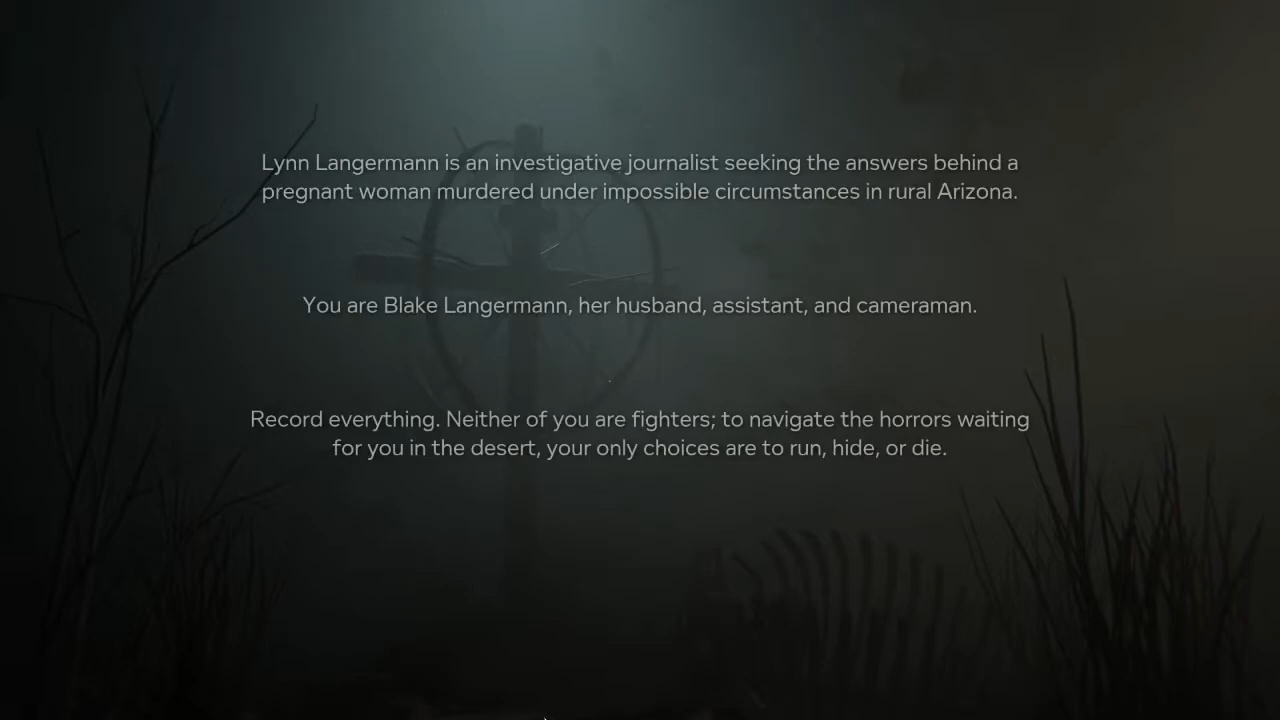 Lynn Langermann is an investigative journalist seeking the answers behind a
pregnant woman murdered under impossible circumstances in rural Arizona.
You are Blake Langermann, her husband, assistant, and cameraman.
Record everything. Neither of you are fighters; to navigate the horrors waiting
for you in the desert, your only choices are to run, hide, or die.